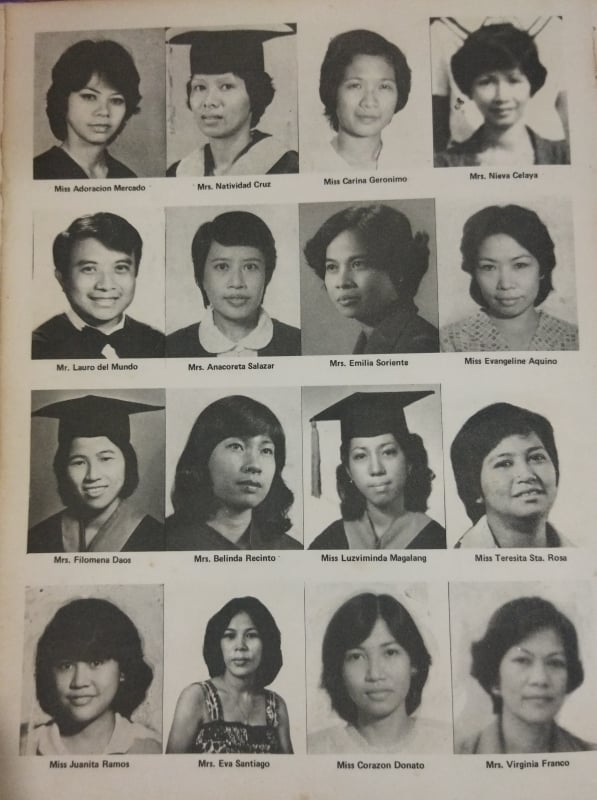 Miss Adoracion Mercado
Mrs. Natividad Cruz
Miss Carina Geronimo
Mrs. Nieva Celaya
Mr. Lauro del Mundo
Mrs. Anacoreta Salazar
Mrs. Emilia Soriente
Miss Evangeline Aquino
Mrs. Filomena Daos
Mrs. Belinda Recinto
Miss Luzviminda Magalang
Miss Teresita Sta. Rosa
Miss Juanita Ramos
Mrs. Eva Santiago
Miss Corazon Donato
Mrs. Virginia Franco